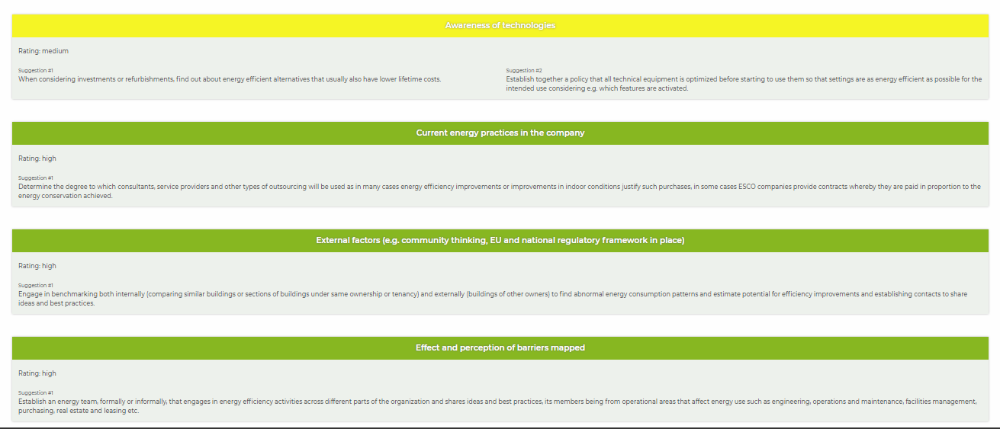 Awareness of technologies
Rating: medium
Suggestion #1
When considering investments or refurbishments, find out about energy efficient alternatives that usually also have lower lifetime costs.
Suggestion #2
Establish together a policy that all technical equipment is optimized before starting to use them so that settings are as energy efficient as possible for the
intended use considering e.g. which features are activated.
Current energy practices in the company
Rating: high
Suggestion #1
Determine the degree to which consultants, service providers and other types of outsourcing will be used as in many cases energy efficiency improvements or improvements in indoor conditions justify such purchases, in some cases ESCO companies provide contracts whereby they are paid in proportion to the
energy conservation achieved.
External factors (e.g. community thinking, EU and national regulatory framework in place)
Rating: high
Suggestion #1
Engage in benchmarking both internally (comparing similar buildings or sections of buildings under same ownership or tenancy) and externally (buildings of other owners) to find abnormal energy consumption patterns and estimate potential for efficiency improvements and establishing contacts to share
ideas and best practices.
Effect and perception of barriers mapped
Rating: high
Suggestion #1
Establish an energy team, formally or informally, that engages in energy efficiency activities across different parts of the organization and shares ideas and best practices, its members being from operational areas that affect energy use such as engineering, operations and maintenance, facilities management,
purchasing, real estate and leasing etc.